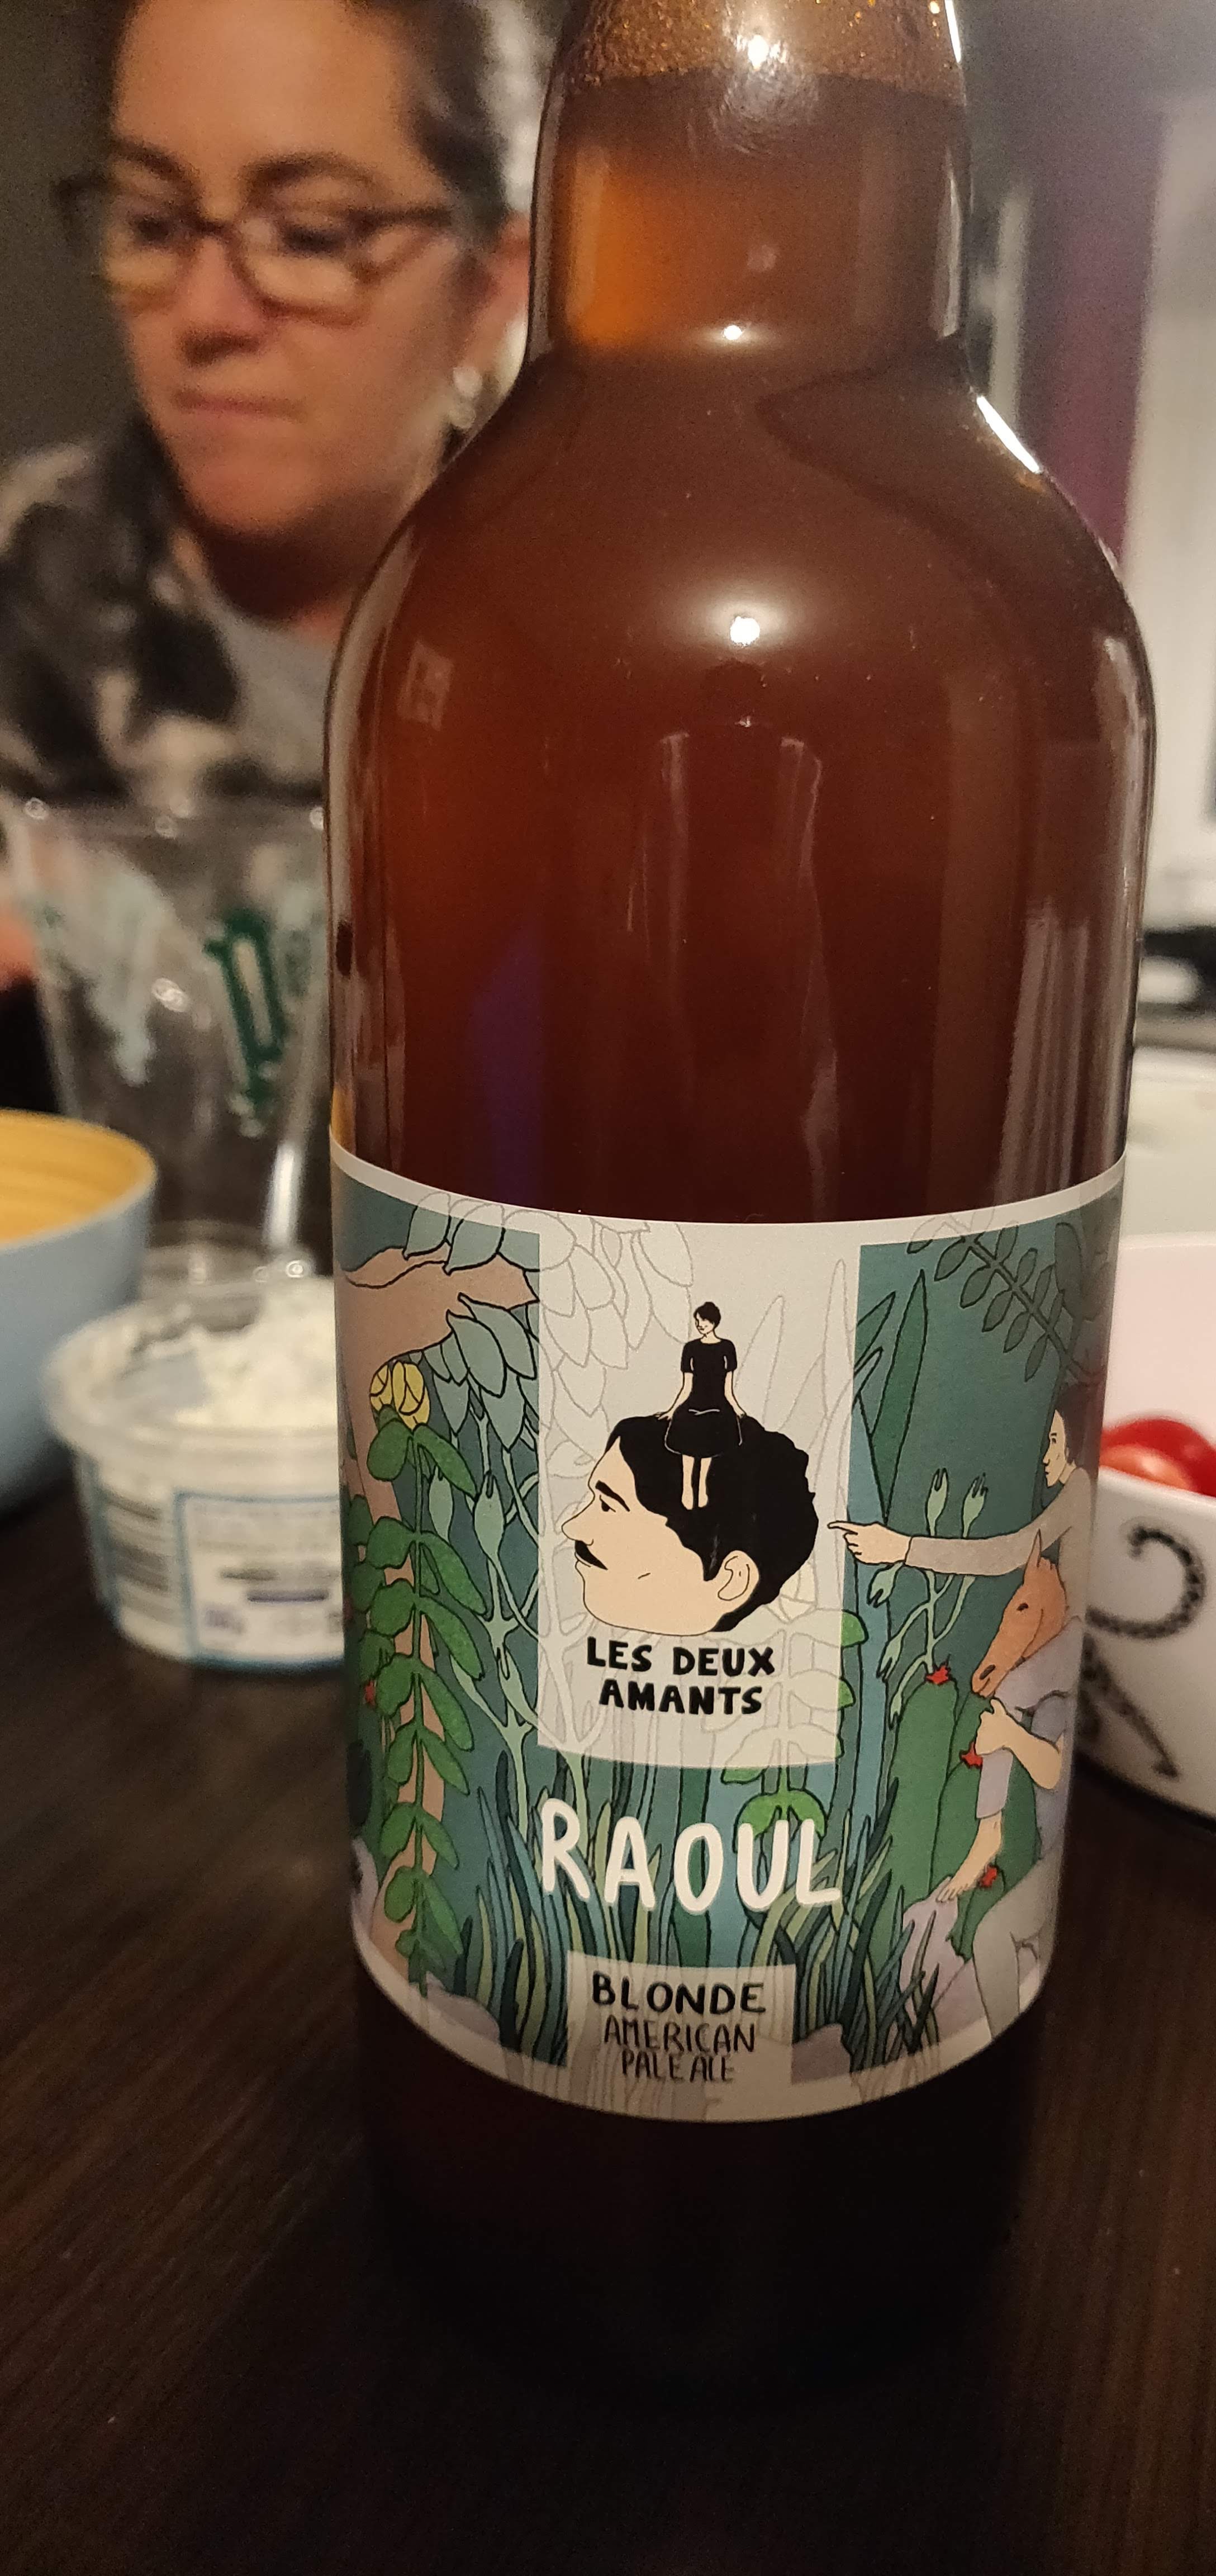 LES DEUX
AMANTS
RAOUL
BLONDE
AMERICAN
PALE ALE